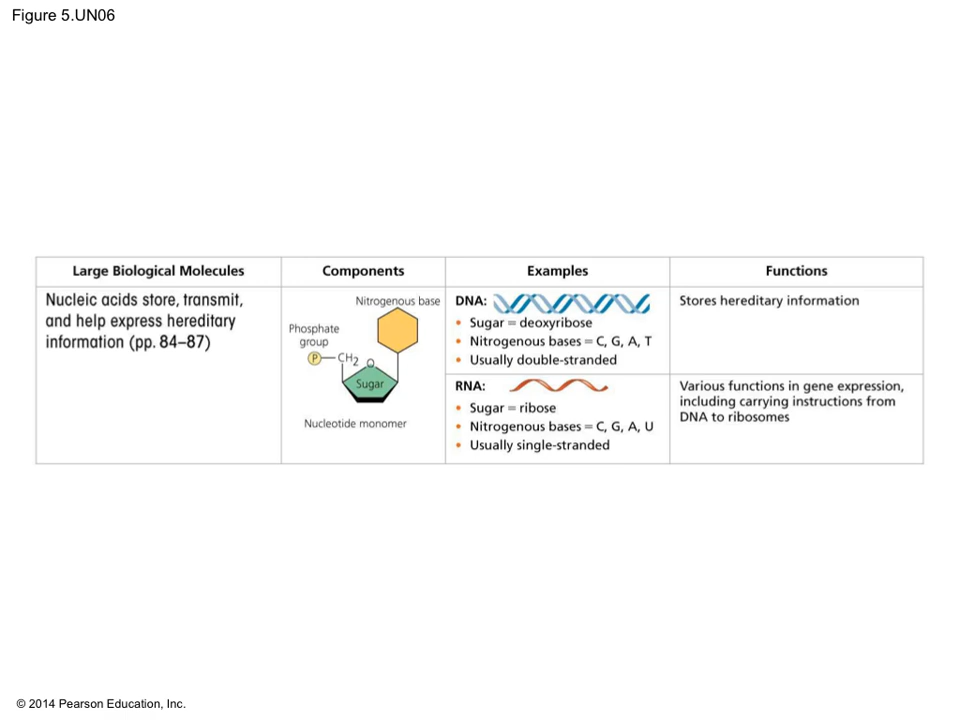 Figure 5.UN06
Large Biological Molecules
Components
Examples
Functions
Nucleic acids store, transmit,
and help express hereditary
information (pp. 84–87)
Nitrogenous base
Phosphate
group
P
CH2
O
Sugar
Nucleotide monomer
DNA:
• Sugar = deoxyribose
• Nitrogenous bases = C, G, A, T
• Usually double-stranded
Stores hereditary information
RNA:
• Sugar = ribose
• Nitrogenous bases = C, G, A, U
• Usually single-stranded
Various functions in gene expression,
including carrying instructions from
DNA to ribosomes
© 2014 Pearson Education, Inc.